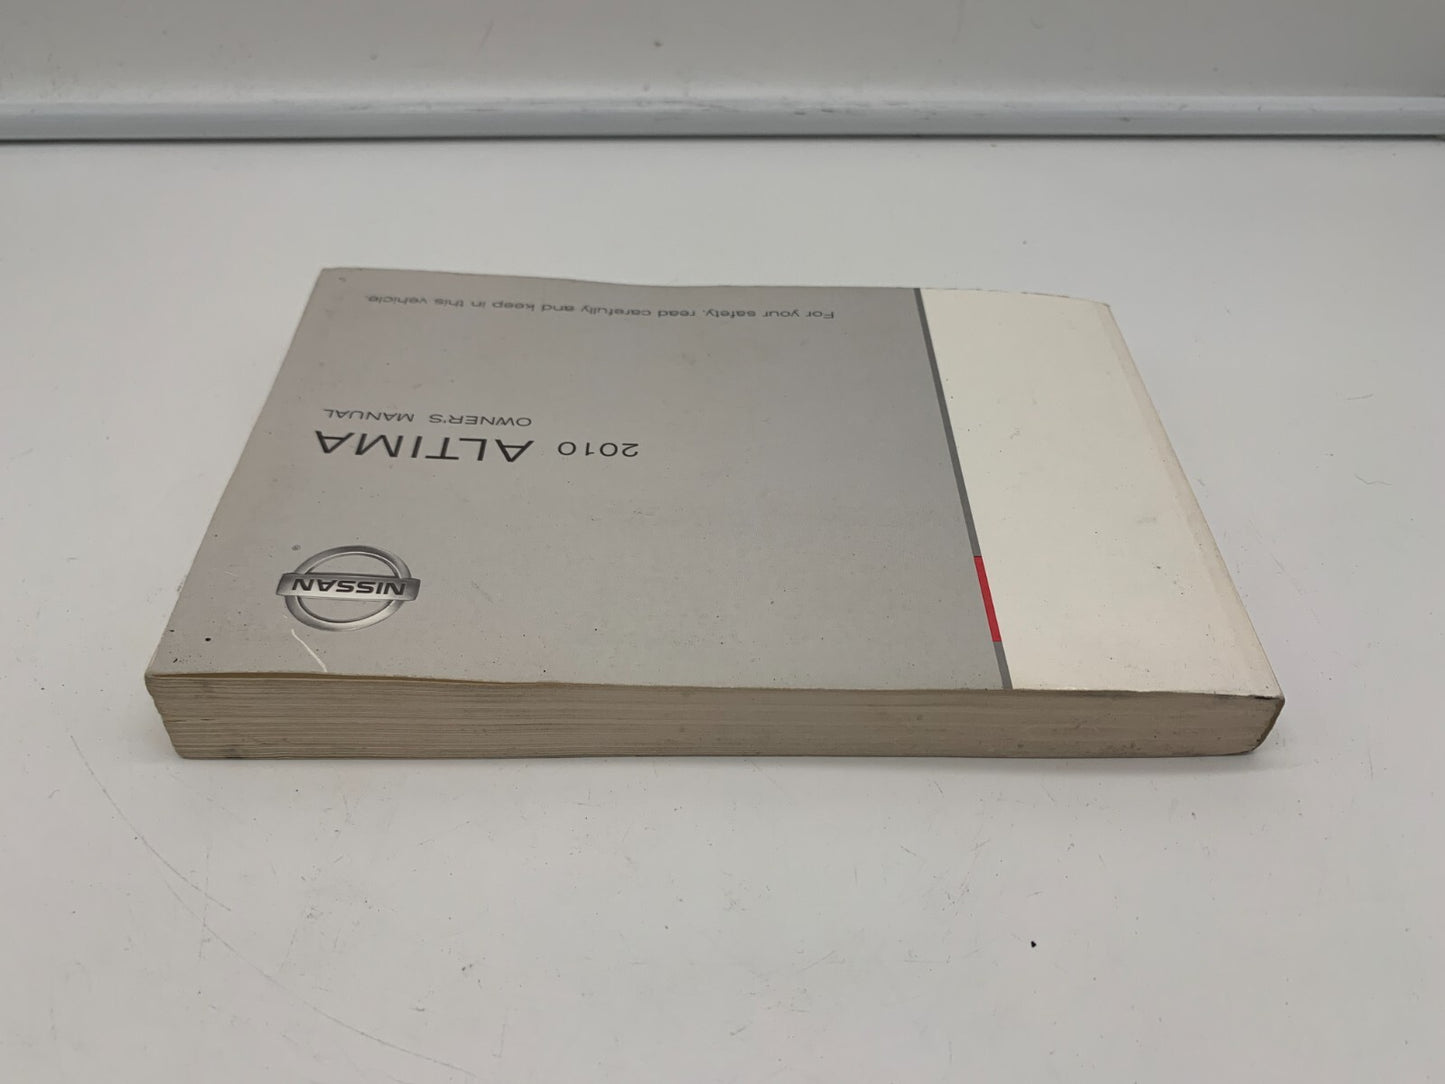 NISSAN
®
2010 ALTIMA
OWNER'S MANUAL
For your safety, read carefully and keep in this vehicle.